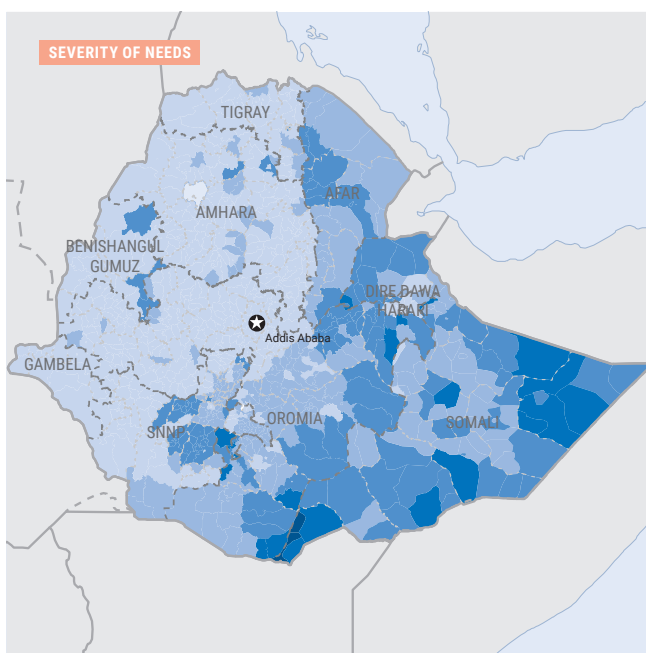 SEVERITY OF NEEDS
TIGRAY
AFAR
AMHARA
BENISHANGUL
GUMUZ
DIRE DAWA
HARARI
Addis Ababa
GAMBELA
OROMIA
SNNP
SOMALI